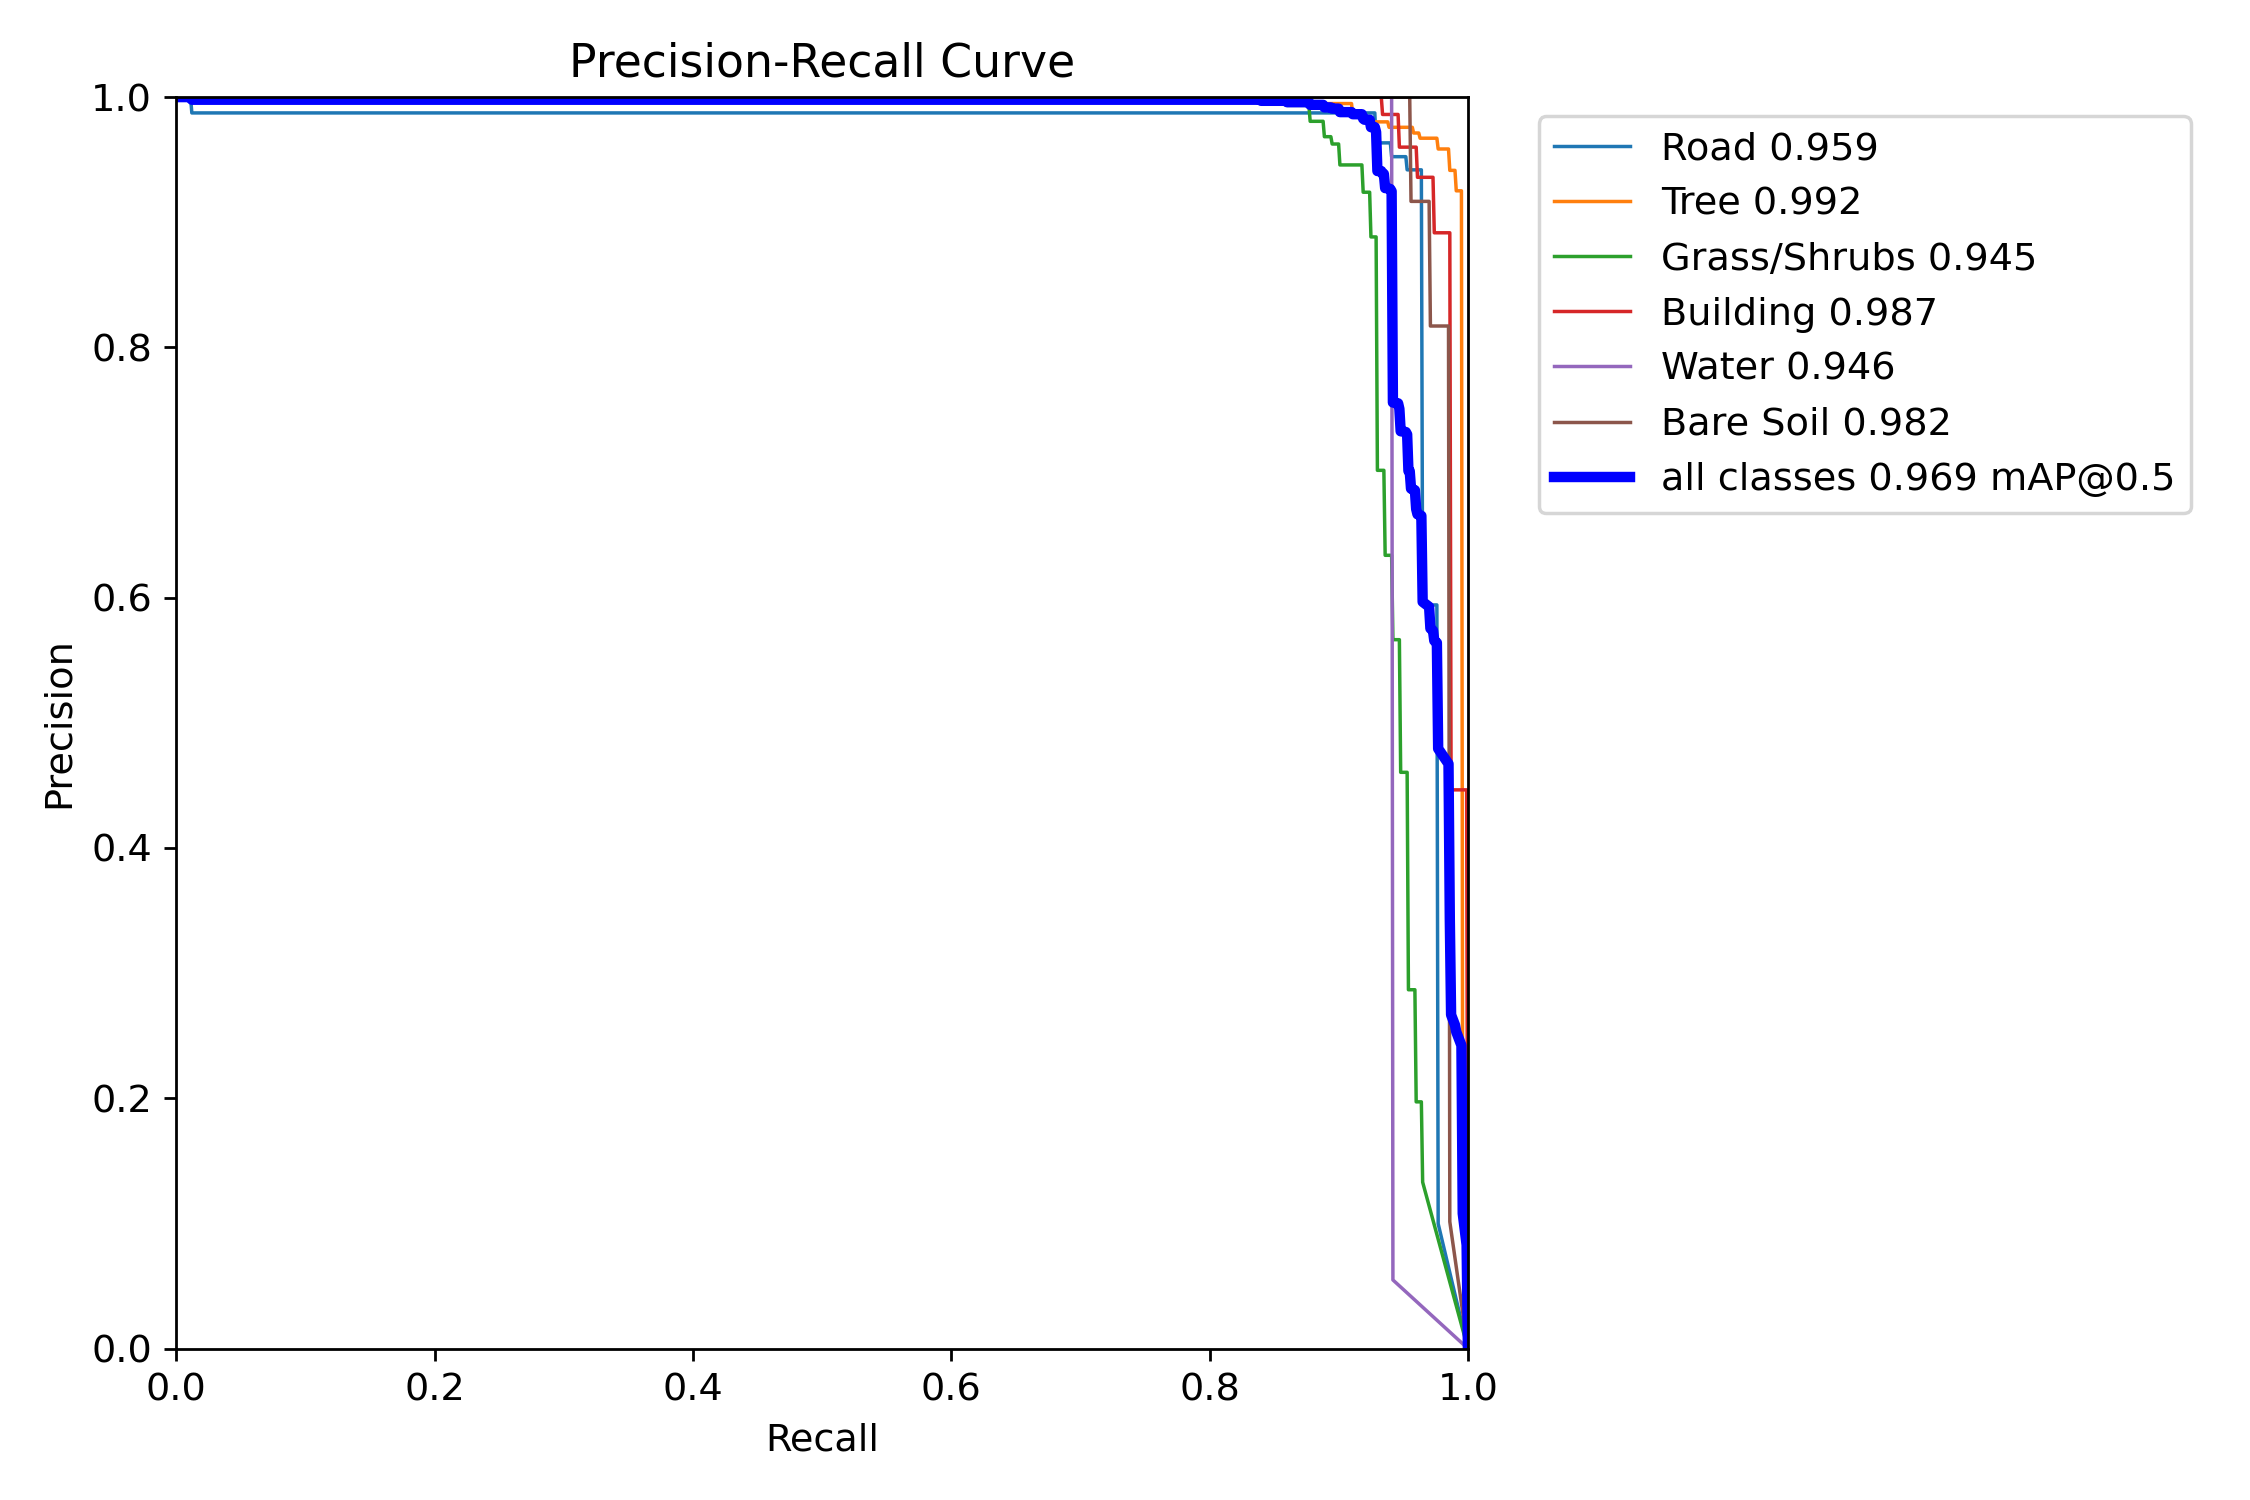 Precision-Recall Curve
1.0
0.8
0.6
0.4
0.2
0.0
Precision
0.0 0.2 0.4 0.6 0.8 1.0
Recall
Road 0.959
Tree 0.992
Grass/Shrubs 0.945
Building 0.987
Water 0.946
Bare Soil 0.982
all classes 0.969 mAP@0.5